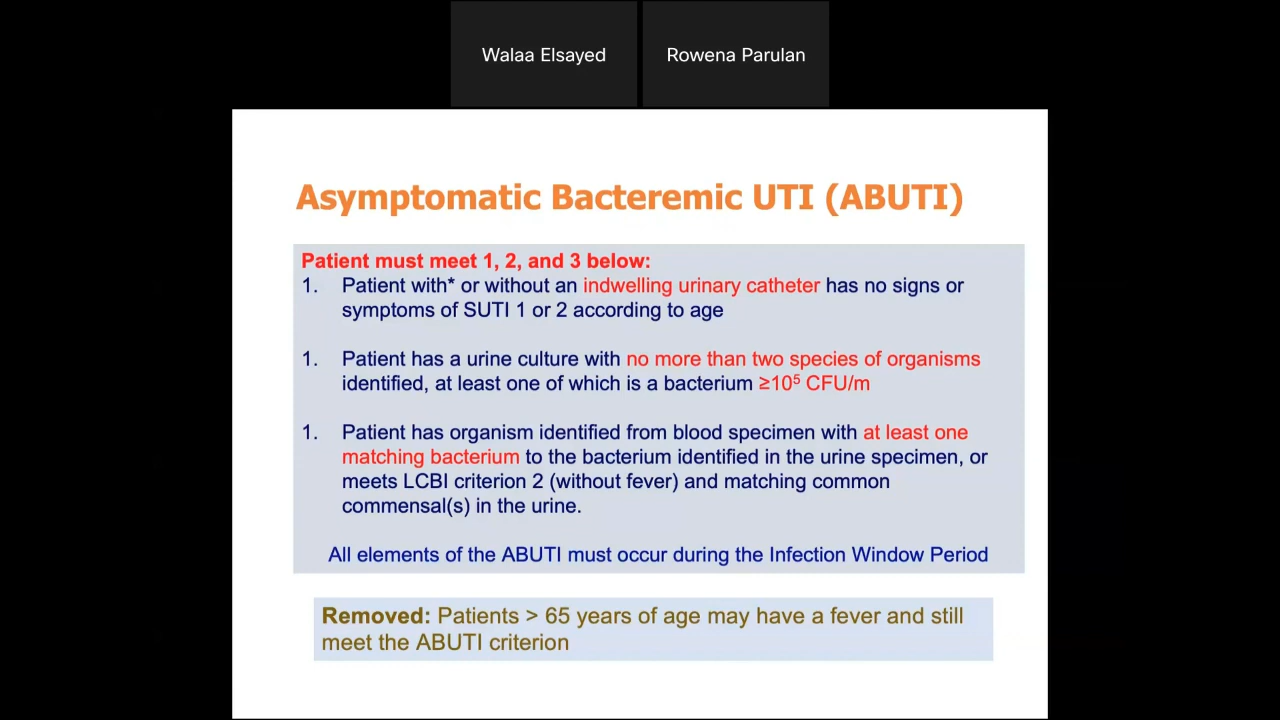 Walaa Elsayed
Rowena Parulan
Asymptomatic Bacteremic UTI (ABUTI)
Patient must meet 1, 2, and 3 below:
1. Patient with* or without an indwelling urinary catheter has no signs or
symptoms of SUTI 1 or 2 according to age
1. Patient has a urine culture with no more than two species of organisms
identified, at least one of which is a bacterium ≥10⁵ CFU/m
1. Patient has organism identified from blood specimen with at least one
matching bacterium to the bacterium identified in the urine specimen, or
meets LCBI criterion 2 (without fever) and matching common
commensal(s) in the urine.
All elements of the ABUTI must occur during the Infection Window Period
Removed: Patients > 65 years of age may have a fever and still
meet the ABUTI criterion